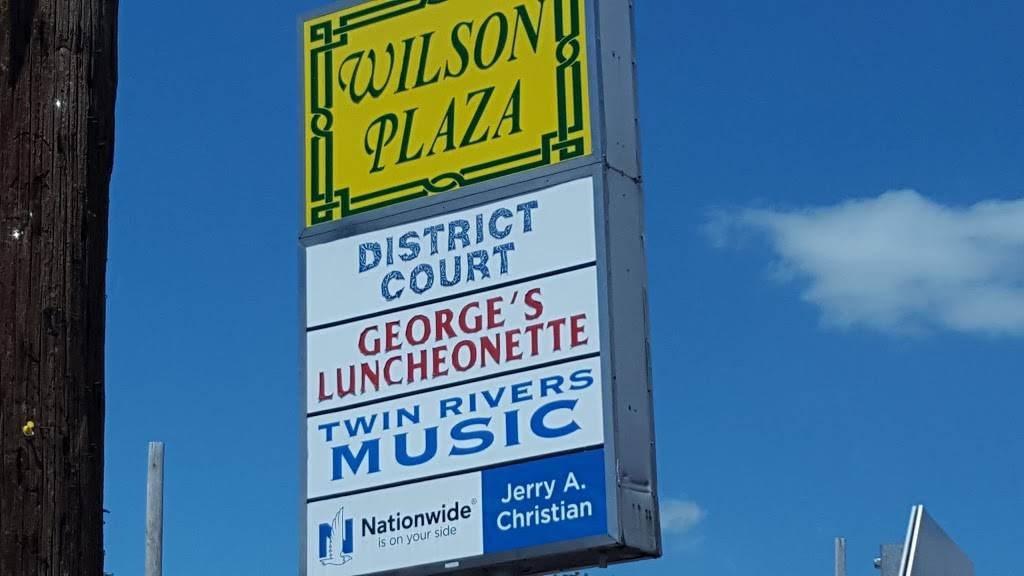 WILSON
PLAZA
DISTRICT
COURT
GEORGE'S
LUNCHEONETTE
TWIN RIVERS
MUSIC
Nationwide®
is on your side
Jerry A.
Christian